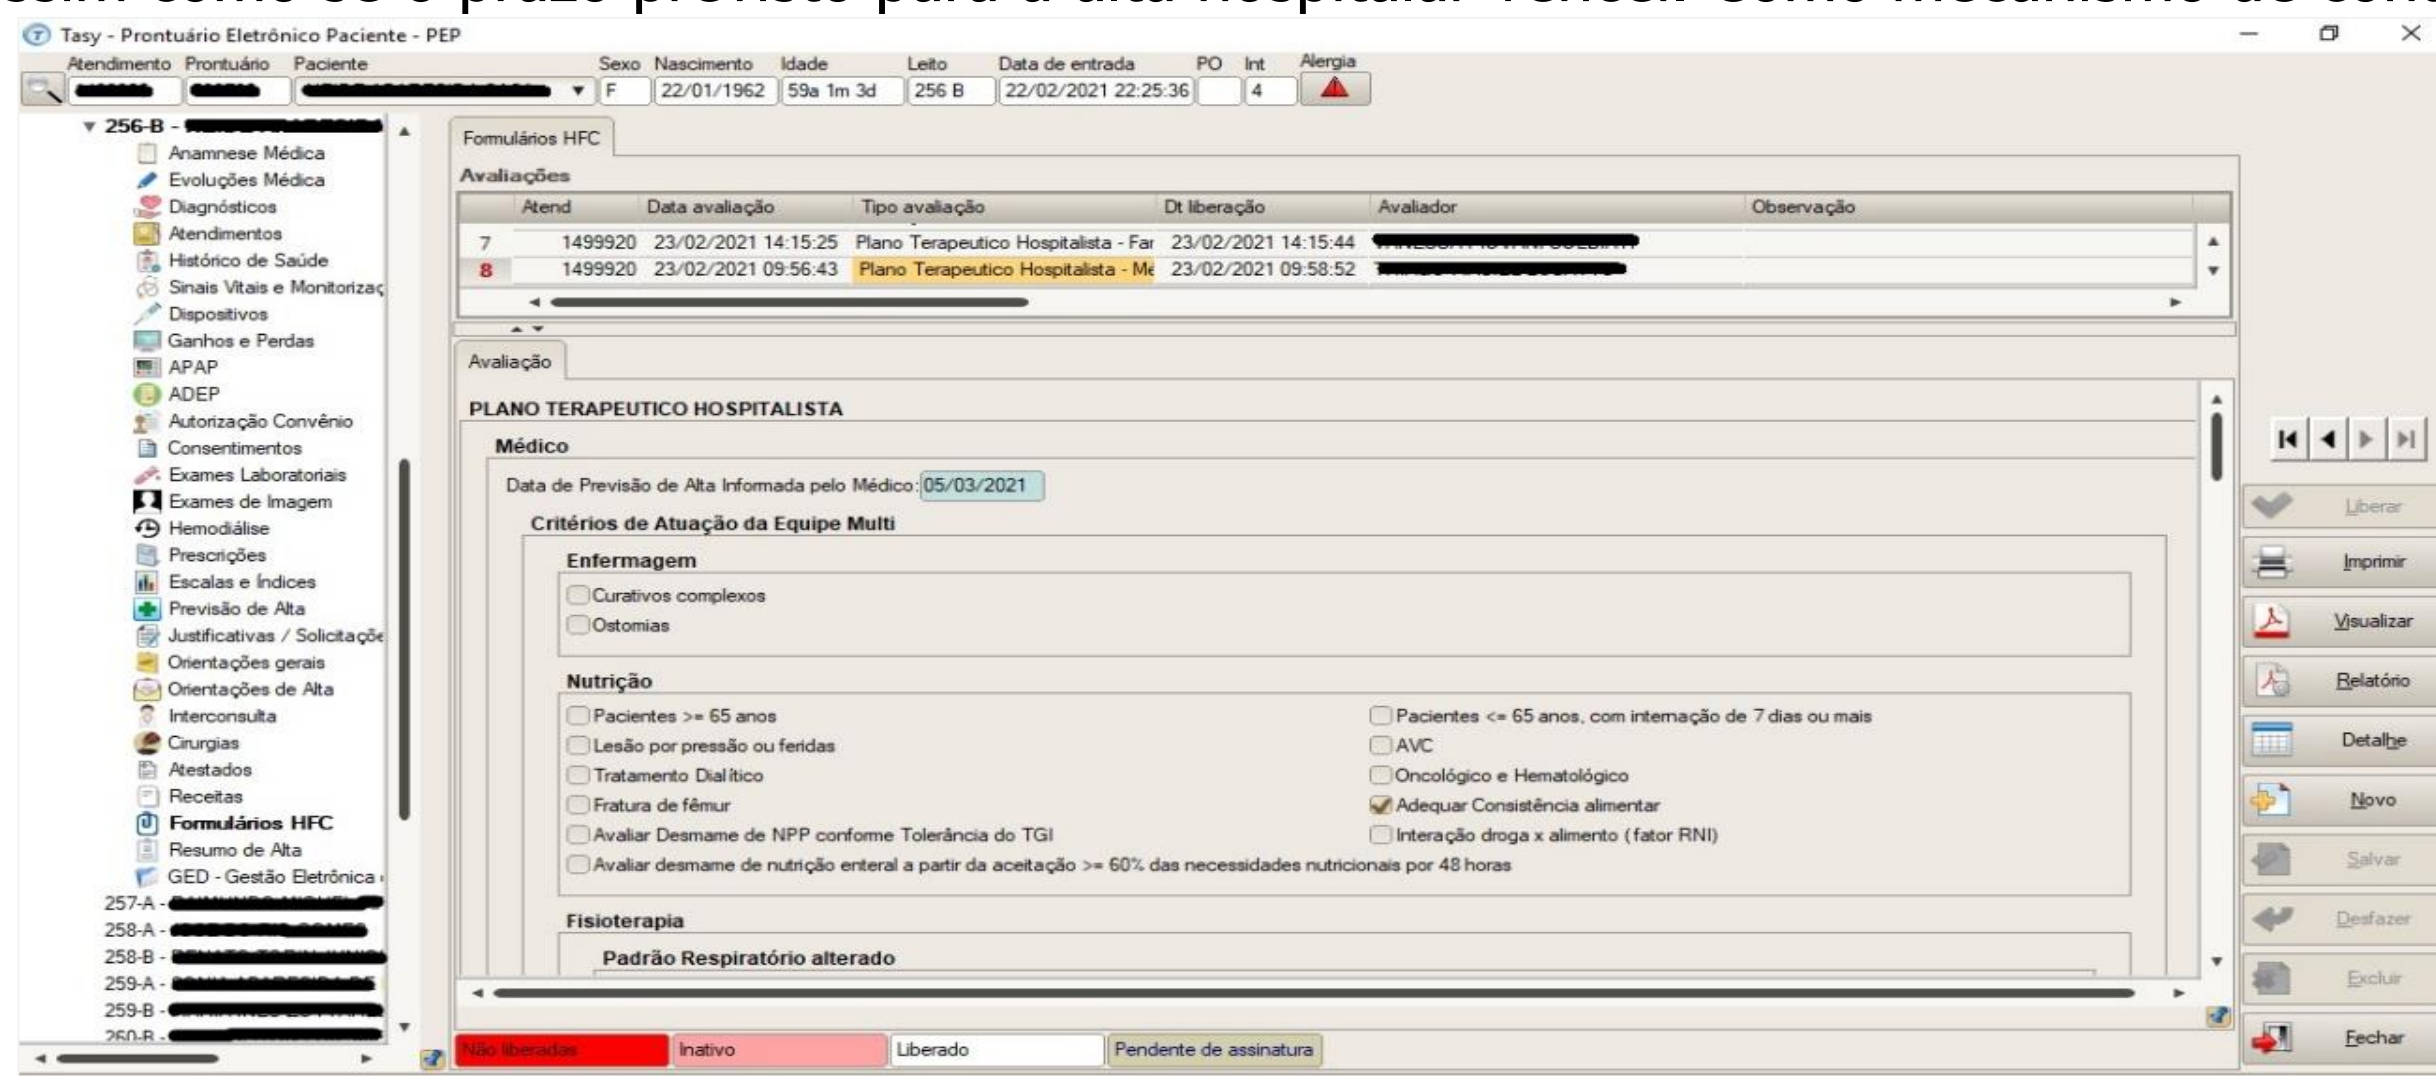 Tasy - Prontuário Eletrônico Paciente - PEP
Atendimento Prontuário Paciente Sexo Nascimento Idade Leito Data de entrada PO Int Alergia
F 22/01/1962 59a 1m 3d 256 B 22/02/2021 22:25:36 4
256-B -
Anamnese Médica
Evoluções Médica
Diagnósticos
Atendimentos
Histórico de Saúde
Sinais Vitais e Monitorizaç
Dispositivos
Ganhos e Perdas
APAP
ADEP
Autorização Convênio
Consentimentos
Exames Laboratoriais
Exames de Imagem
Hemodiálise
Prescrições
Escalas e Índices
Previsão de Alta
Justificativas / Solicitaçõe
Orientações gerais
Orientações de Alta
Interconsulta
Cirurgias
Atestados
Receitas
Formulários HFC
Resumo de Alta
GED - Gestão Eletrônica
257-A -
258-A -
258-B -
259-A -
259-B -
260-B -
Formulários HFC
Avaliações
Atend Data avaliação Tipo avaliação Dt liberação Avaliador Observação
7 1499920 23/02/2021 14:15:25 Plano Terapeutico Hospitalista - Far 23/02/2021 14:15:44
8 1499920 23/02/2021 09:56:43 Plano Terapeutico Hospitalista - Mé 23/02/2021 09:58:52
Avaliação
PLANO TERAPEUTICO HOSPITALISTA
Médico
Data de Previsão de Alta Informada pelo Médico: 05/03/2021
Critérios de Atuação da Equipe Multi
Enfermagem
Curativos complexos
Ostomias
Nutrição
Pacientes >= 65 anos Pacientes <= 65 anos, com internação de 7 dias ou mais
Lesão por pressão ou feridas AVC
Tratamento Dialítico Oncológico e Hematológico
Fratura de fêmur Adequar Consistência alimentar
Avaliar Desmame de NPP conforme Tolerância do TGI Interação droga x alimento (fator RNI)
Avaliar desmame de nutrição enteral a partir da aceitação >= 60% das necessidades nutricionais por 48 horas
Fisioterapia
Padrão Respiratório alterado
Não liberadas Inativo Liberado Pendente de assinatura
Liberar
Imprimir
Visualizar
Relatório
Detalhe
Novo
Salvar
Desfazer
Excluir
Fechar